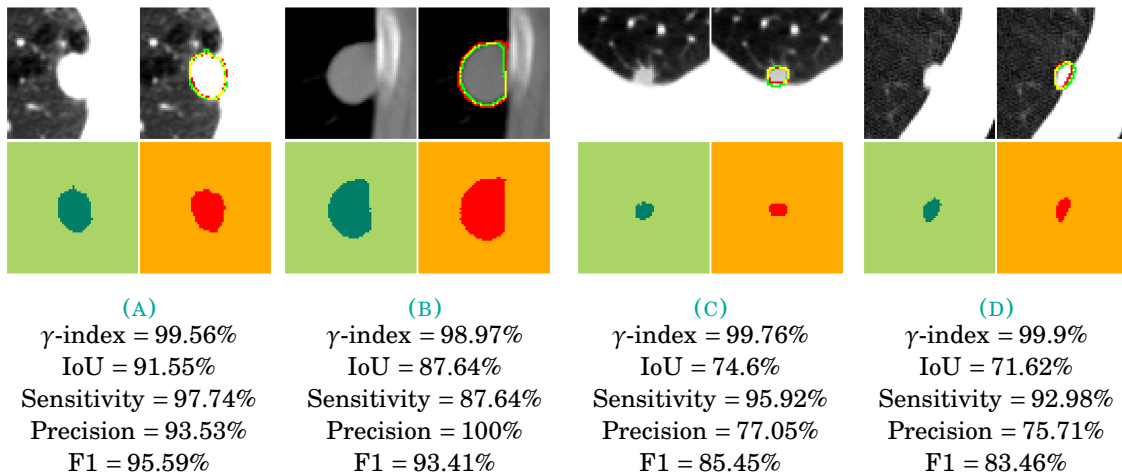 (A)
γ-index = 99.56%
IoU = 91.55%
Sensitivity = 97.74%
Precision = 93.53%
F1 = 95.59%
(B)
γ-index = 98.97%
IoU = 87.64%
Sensitivity = 87.64%
Precision = 100%
F1 = 93.41%
(C)
γ-index = 99.76%
IoU = 74.6%
Sensitivity = 95.92%
Precision = 77.05%
F1 = 85.45%
(D)
γ-index = 99.9%
IoU = 71.62%
Sensitivity = 92.98%
Precision = 75.71%
F1 = 83.46%